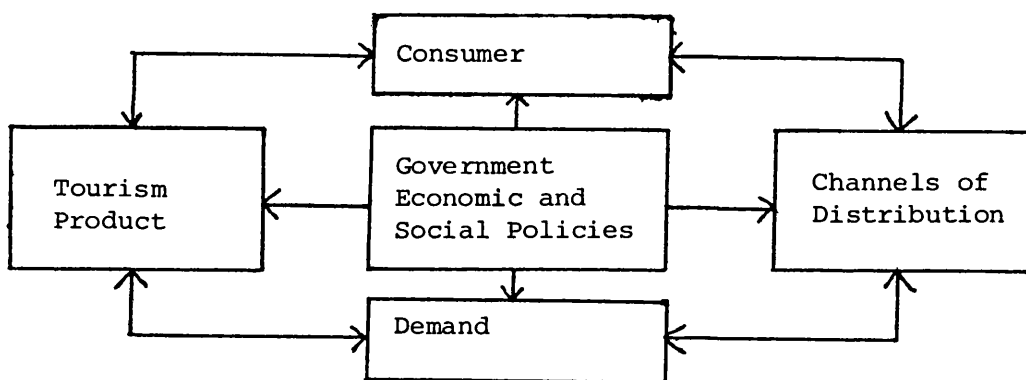 Consumer
Tourism
Product
Government
Economic and
Social Policies
Channels of
Distribution
Demand